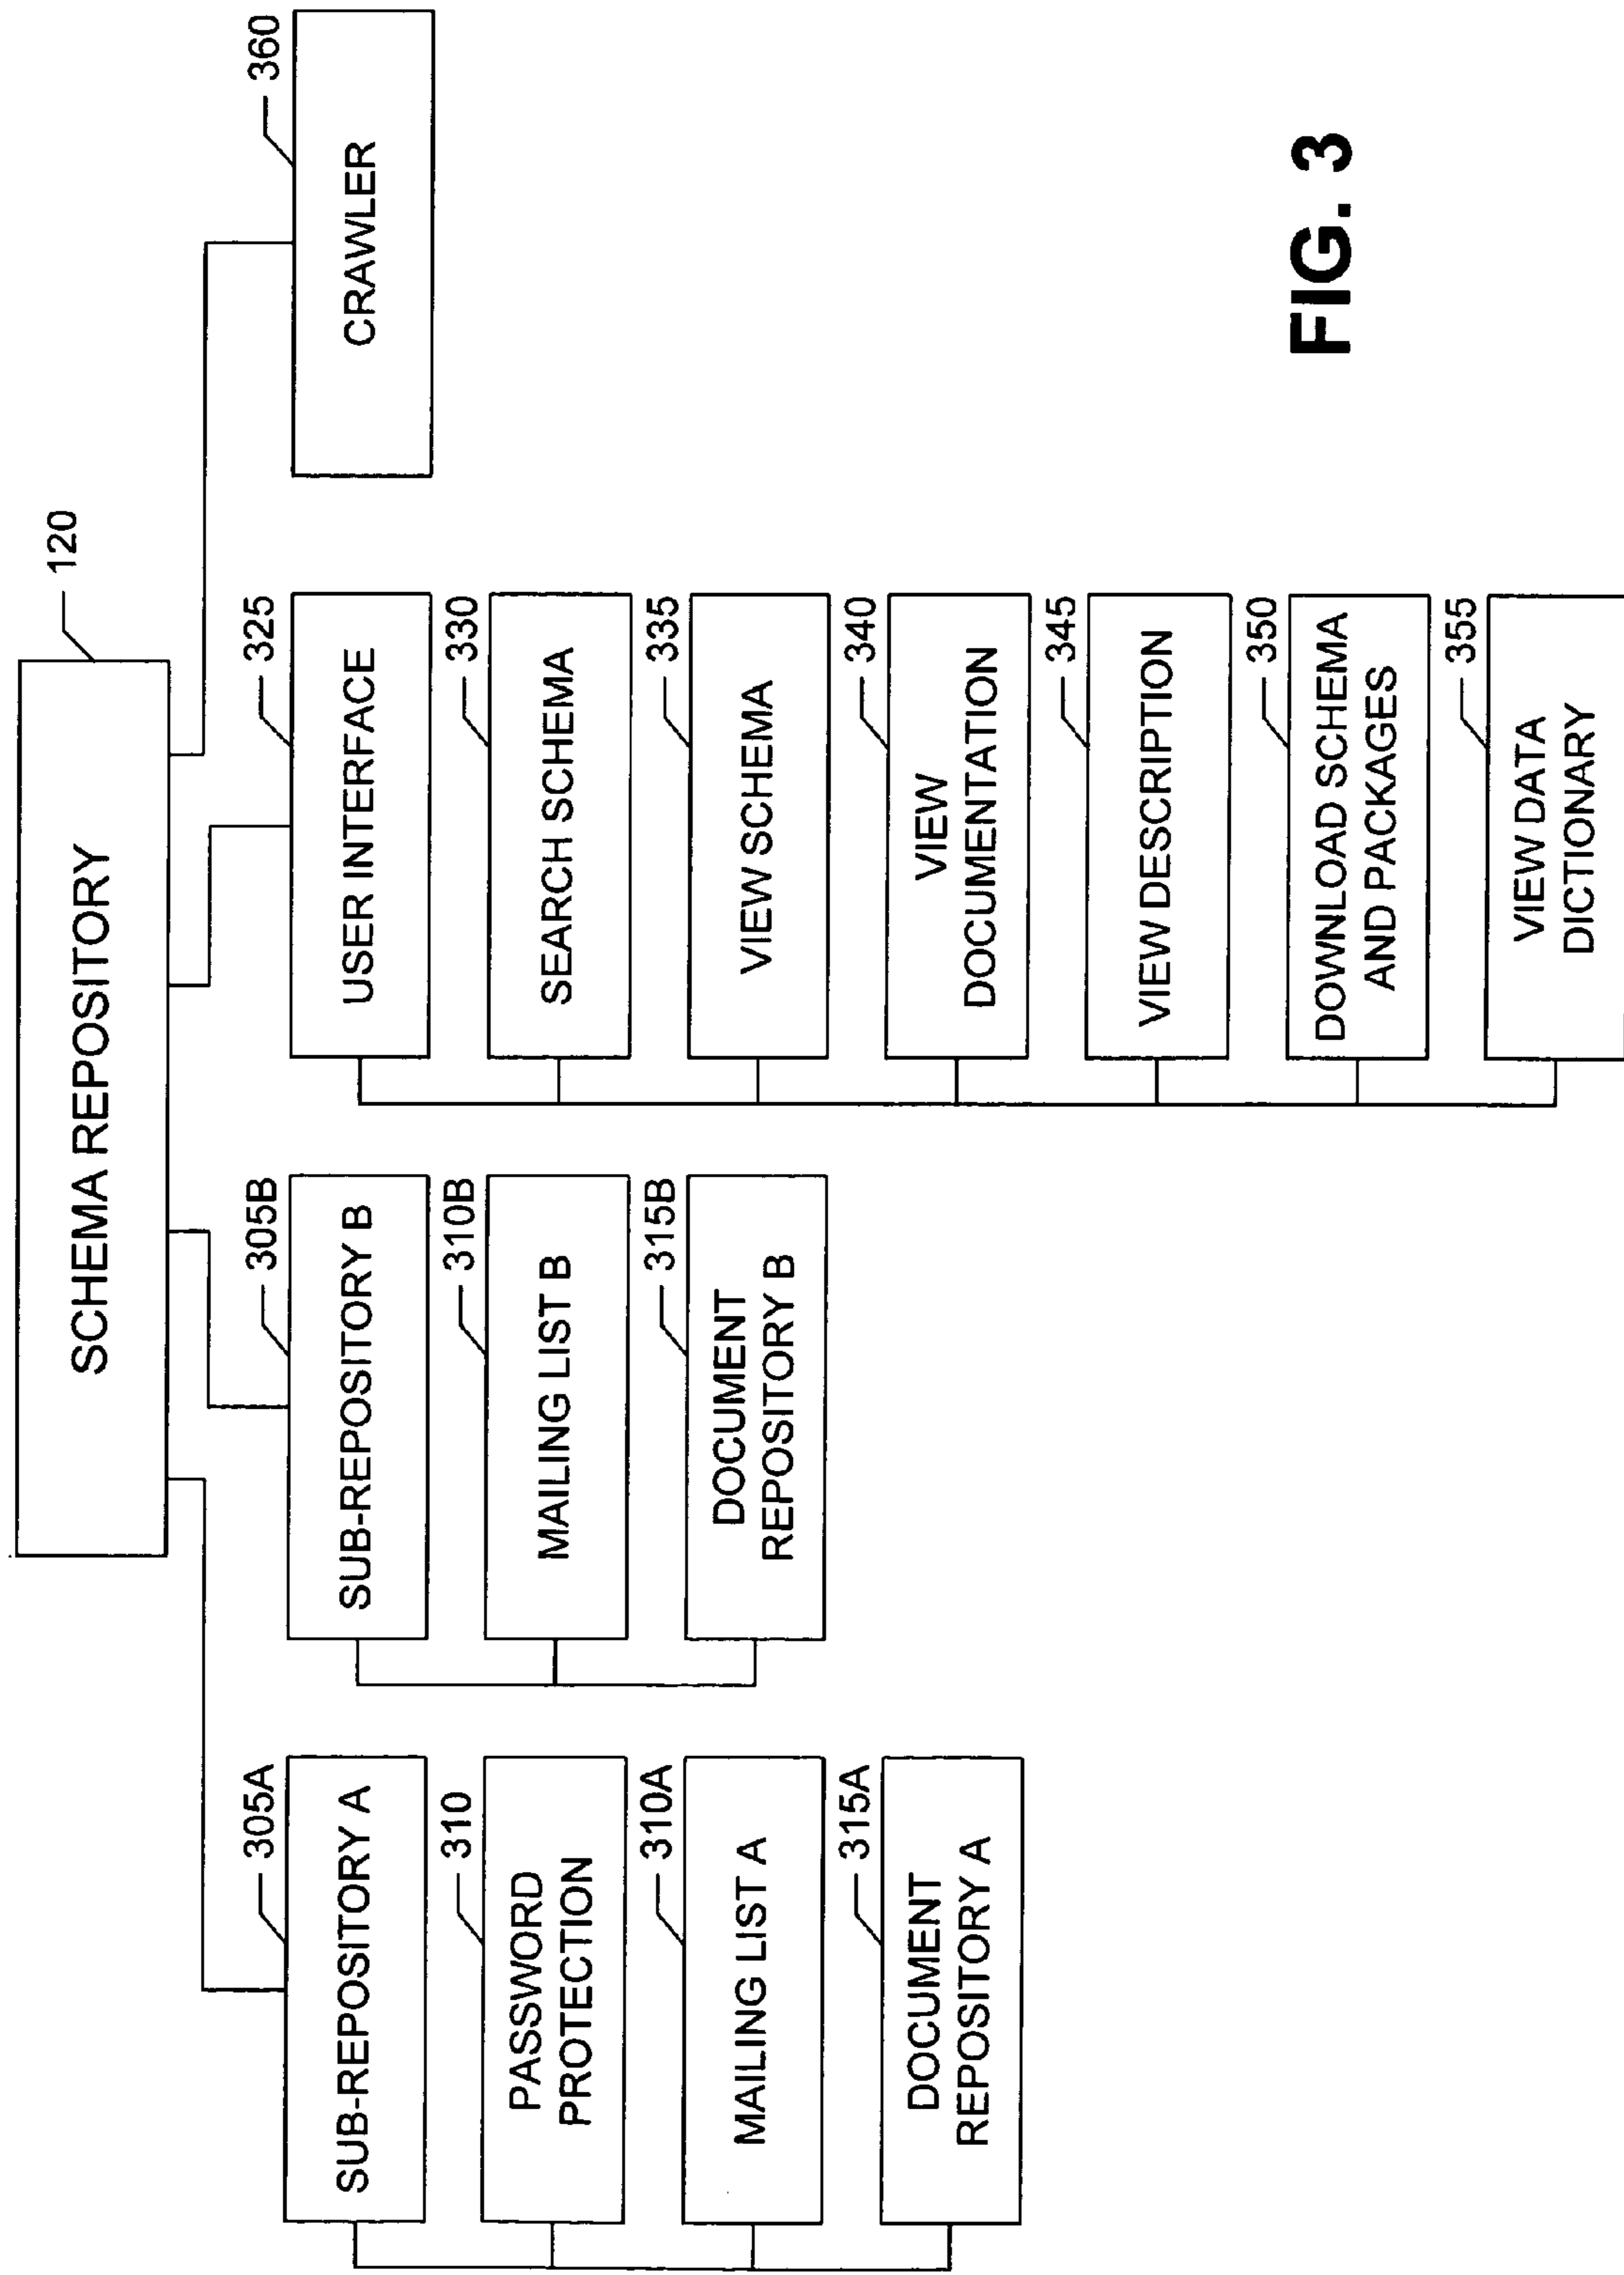 SCHEMA REPOSITORY
120
SUB-REPOSITORY A
305A
PASSWORD
PROTECTION
310
MAILING LIST A
310A
DOCUMENT
REPOSITORY A
315A
SUB-REPOSITORY B
305B
MAILING LIST B
310B
DOCUMENT
REPOSITORY B
315B
USER INTERFACE
325
SEARCH SCHEMA
330
VIEW SCHEMA
335
VIEW
DOCUMENTATION
340
VIEW DESCRIPTION
345
DOWNLOAD SCHEMA
AND PACKAGES
350
VIEW DATA
DICTIONARY
355
CRAWLER
360
FIG. 3